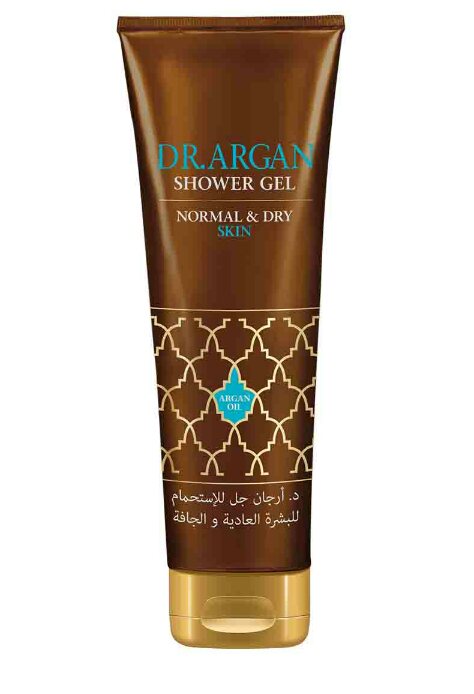 DR.ARGAN
SHOWER GEL
NORMAL & DRY
SKIN
ARGAN
OIL
د. أرجان جل للإستحمام
للبشرة العادية و الجافة